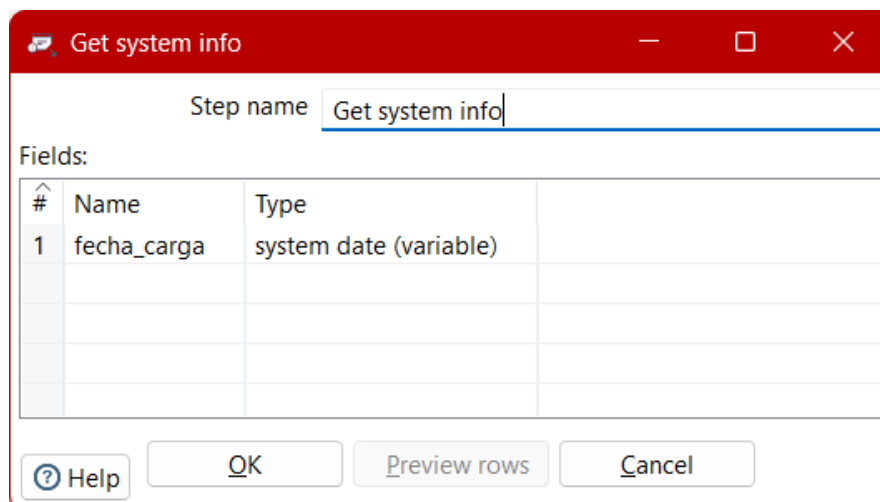 Get system info
Step name Get system info
Fields:
# Name Type
1 fecha_carga system date (variable)
Help OK Preview rows Cancel